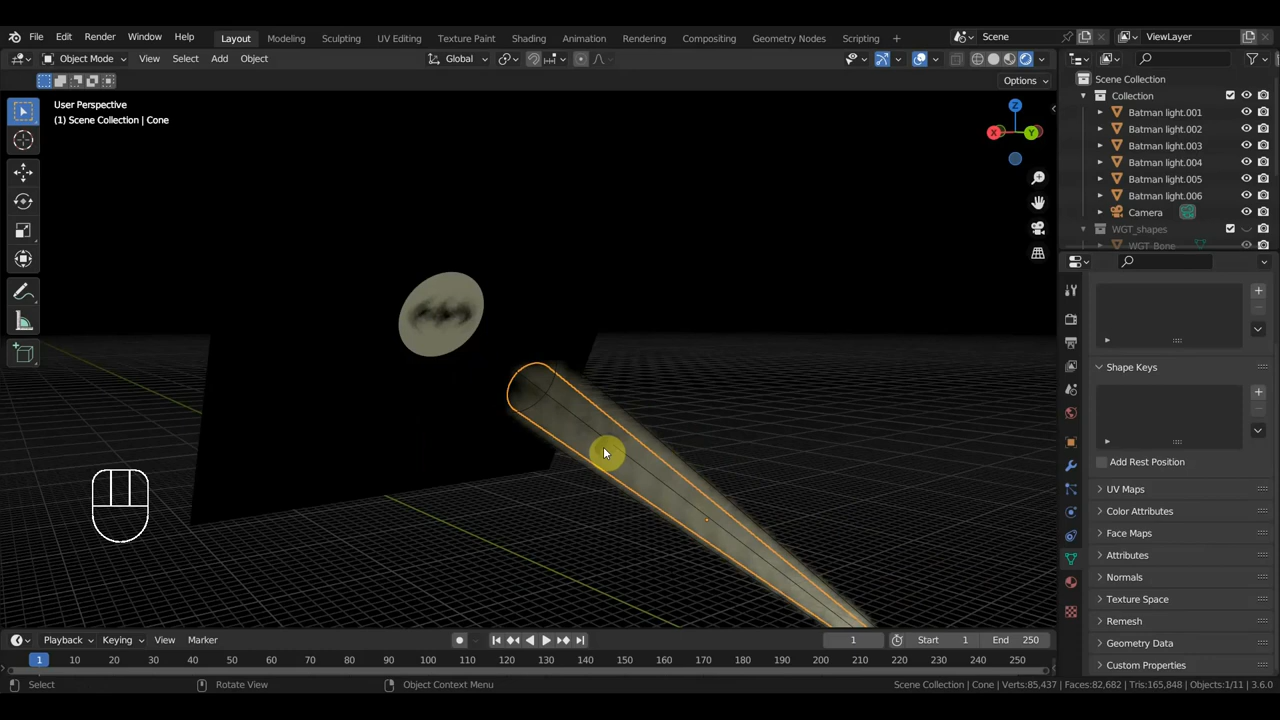 File Edit Render Window Help Layout Modeling Sculpting UV Editing Texture Paint Shading Animation Rendering Compositing Geometry Nodes Scripting + Scene ViewLayer
Object Mode View Select Add Object Global
Options
User Perspective
(1) Scene Collection | Cone
Z
X
Y
Scene Collection
Collection
Batman light.001
Batman light.002
Batman light.003
Batman light.004
Batman light.005
Batman light.006
Camera
WGT_shapes
WGT_Bone
Shape Keys
Add Rest Position
UV Maps
Color Attributes
Face Maps
Attributes
Normals
Texture Space
Remesh
Geometry Data
Custom Properties
Playback Keying View Marker 1 Start 1 End 250
1 10 20 30 40 50 60 70 80 90 100 110 120 130 140 150 160 170 180 190 200 210 220 230 240 250
Select Rotate View Object Context Menu Scene Collection | Cone | Verts:85,437 | Faces:82,682 | Tris:165,848 | Objects:1/11 | 3.6.0